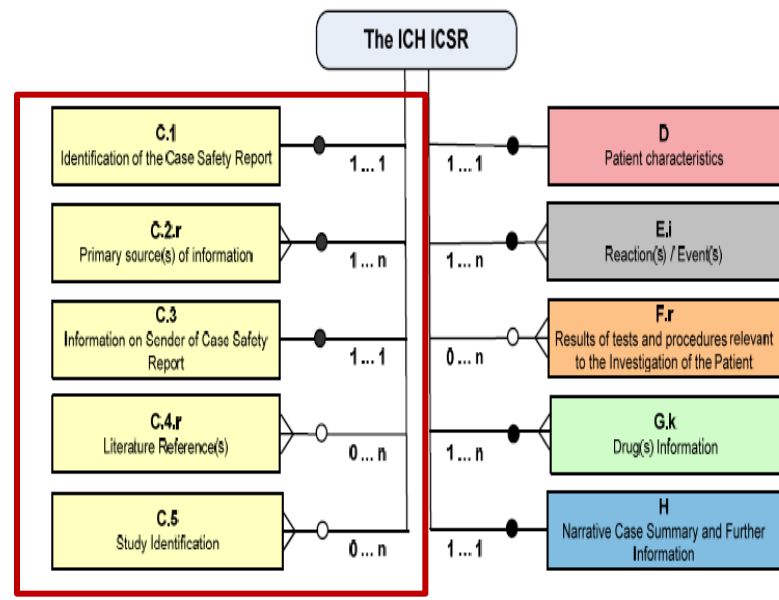 The ICH ICSR
C.1
Identification of the Case Safety Report
1 ... 1
C.2.r
Primary source(s) of information
1 ... n
C.3
Information on Sender of Case Safety
Report
1 ... 1
C.4.r
Literature Reference(s)
0 ... n
C.5
Study Identification
0 ... n
D
Patient characteristics
1 ... 1
E.i
Reaction(s) / Event(s)
1 ... n
F.r
Results of tests and procedures relevant
to the Investigation of the Patient
0 ... n
G.k
Drug(s) Information
1 ... n
H
Narrative Case Summary and Further
Information
1 ... 1